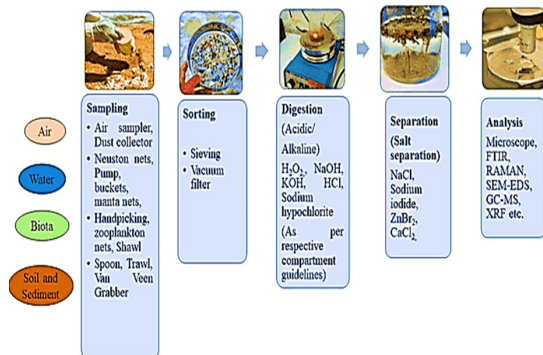 Air
Water
Biota
Soil and
Sediment
Sampling
• Air sampler,
Dust collector
• Neuston nets,
Pump,
buckets,
manta nets,
• Handpicking,
zooplankton
nets, Shawl
• Spoon, Trawl,
Van Veen
Grabber
Sorting
• Sieving
• Vacuum
filter
Digestion
(Acidic/
Alkaline)
H₂O₂, NaOH,
KOH, HCl,
Sodium
hypochlorite
(As per
respective
compartment
guidelines)
Separation
(Salt
separation)
NaCl,
Sodium
iodide,
ZnBr₂,
CaCl₂
Analysis
Microscope,
FTIR,
RAMAN,
SEM-EDS,
GC-MS,
XRF etc.